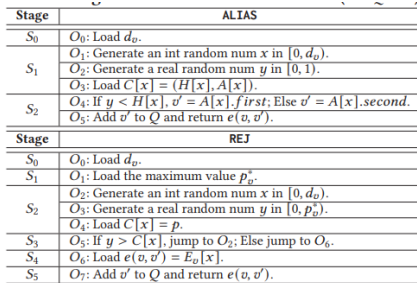 Stage ALIAS
S₀ O₀: Load dᵥ.
S₁ O₁: Generate an int random num x in [0, dᵥ).
O₂: Generate a real random num y in [0, 1).
O₃: Load C[x] = (H[x], A[x]).
S₂ O₄: If y < H[x], v′ = A[x].first; Else v′ = A[x].second.
O₅: Add v′ to Q and return e(v, v′).
Stage REJ
S₀ O₀: Load dᵥ.
S₁ O₁: Load the maximum value p*ᵥ.
S₂ O₂: Generate an int random num x in [0, dᵥ).
O₃: Generate a real random num y in [0, p*ᵥ).
O₄: Load C[x] = p.
S₃ O₅: If y > C[x], jump to O₂; Else jump to O₆.
S₄ O₆: Load e(v, v′) = Eᵥ[x].
S₅ O₇: Add v′ to Q and return e(v, v′).